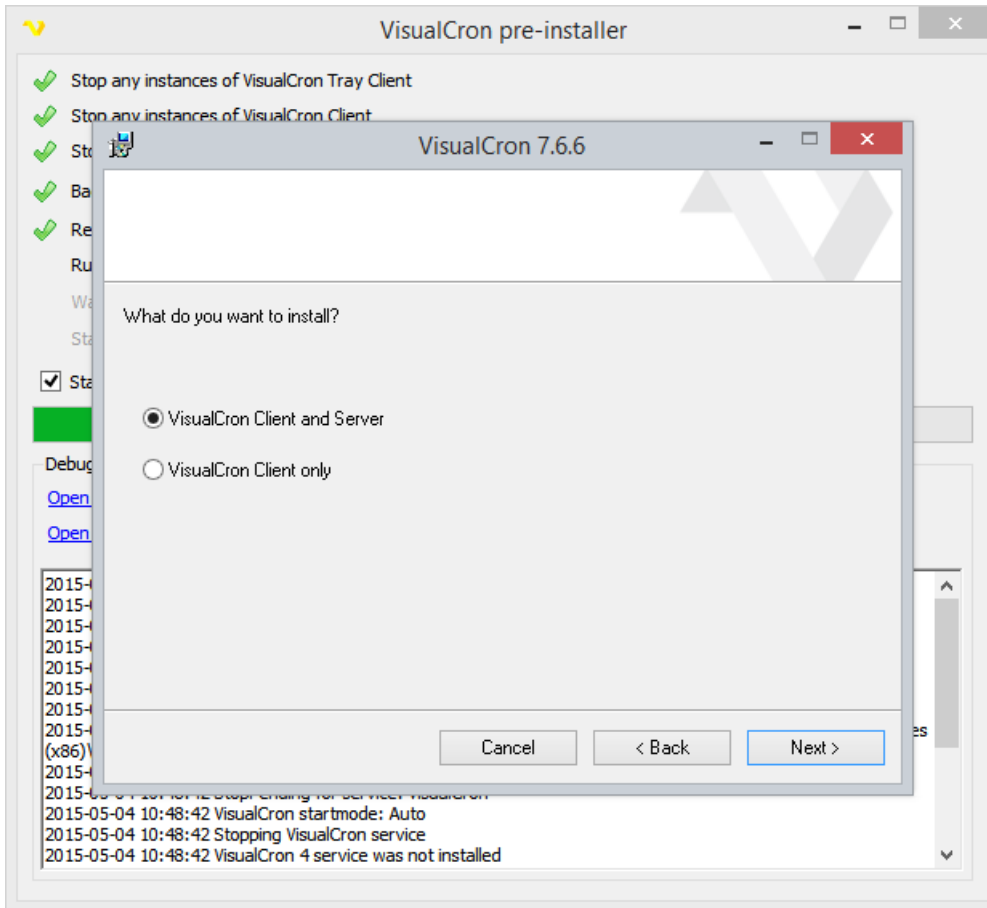 VisualCron pre-installer
Stop any instances of VisualCron Tray Client
Stop any instances of VisualCron Client
VisualCron 7.6.6
What do you want to install?
VisualCron Client and Server
VisualCron Client only
Cancel
< Back
Next >
Open
Open
(x86)\
2015-05-04 10:48:42 VisualCron startmode: Auto
2015-05-04 10:48:42 Stopping VisualCron service
2015-05-04 10:48:42 VisualCron 4 service was not installed